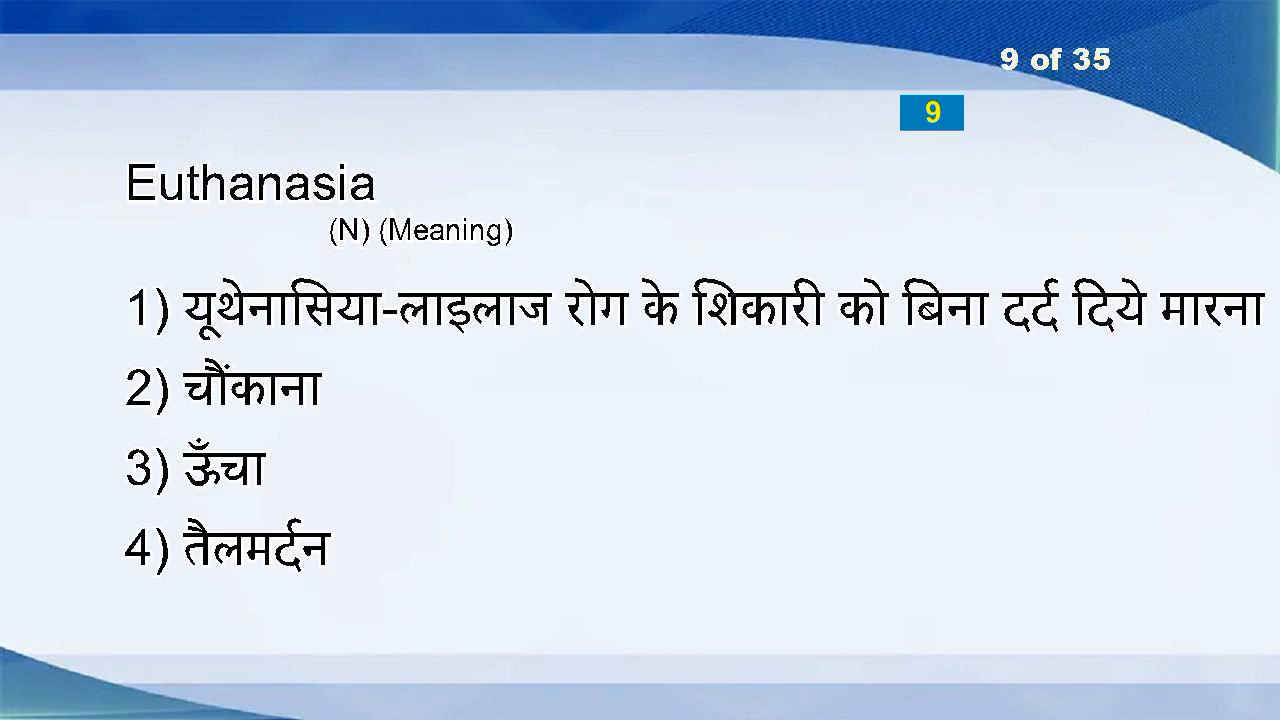 9 of 35
9
Euthanasia
(N) (Meaning)
1) यूथेनासिया-लाइलाज रोग के शिकारी को बिना दर्द दिये मारना
2) चौंकाना
3) ऊँचा
4) तैलमर्दन